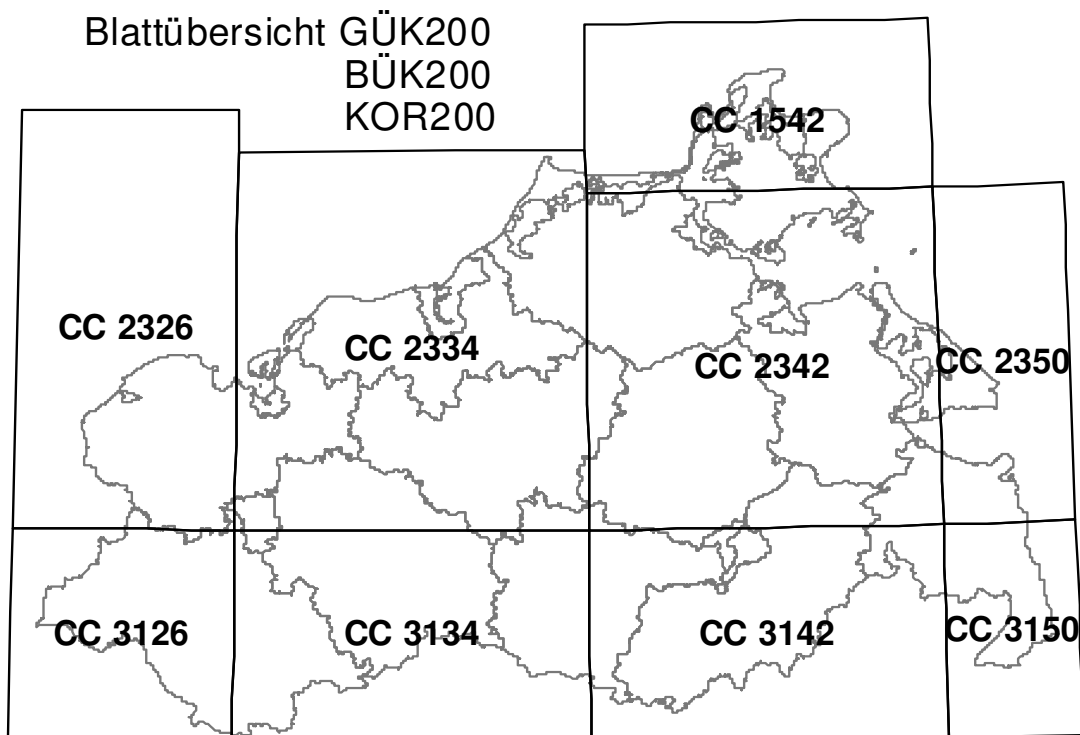 Blattübersicht GÜK200
BÜK200
KOR200
CC 1542
CC 2326
CC 2334
CC 2342
CC 2350
CC 3126
CC 3134
CC 3142
CC 3150